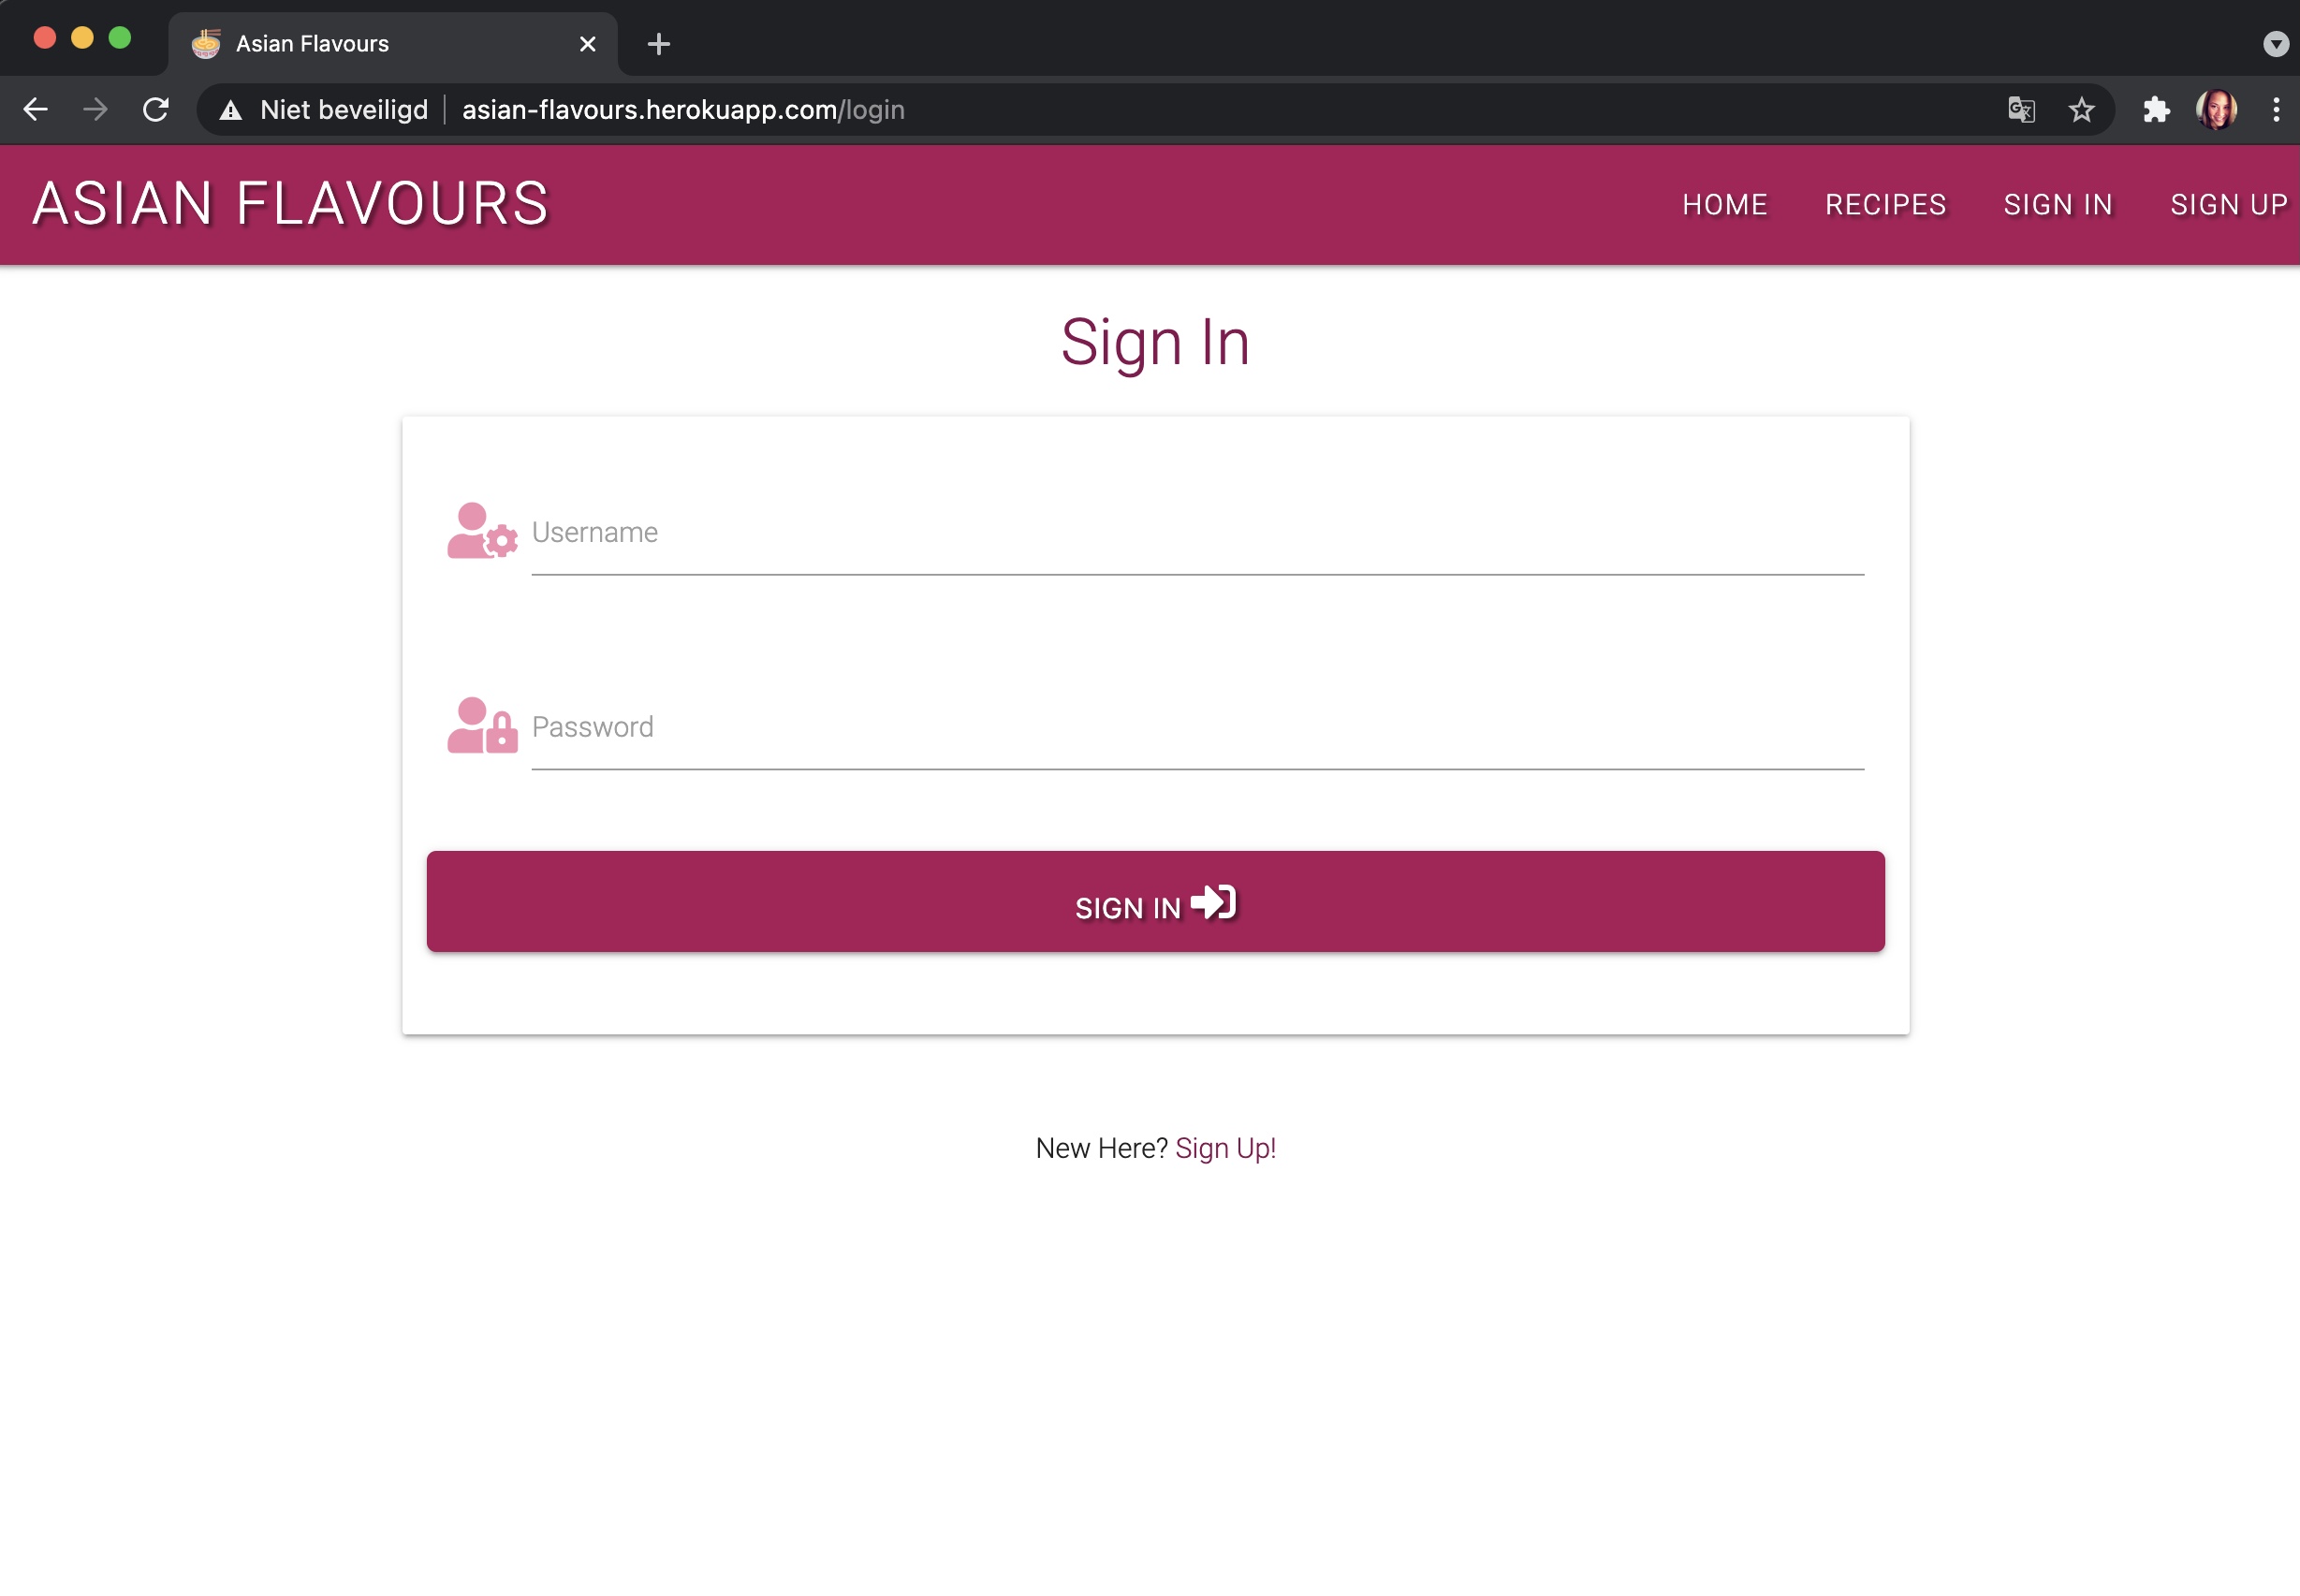 Asian Flavours
Niet beveiligd asian-flavours.herokuapp.com/login
ASIAN FLAVOURS HOME RECIPES SIGN IN SIGN UP
Sign In
Username
Password
SIGN IN
New Here? Sign Up!